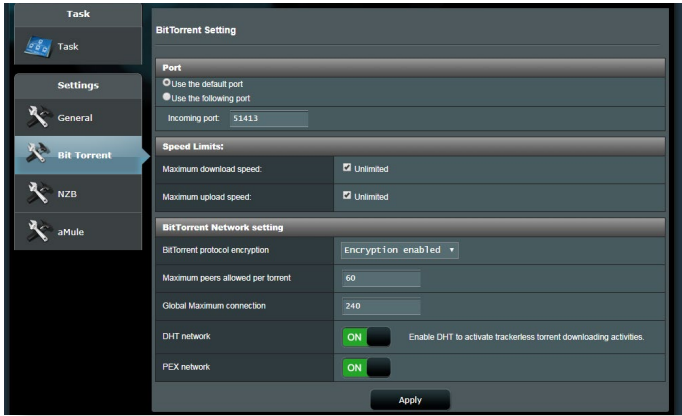 Task
Task
Settings
General
Bit Torrent
NZB
aMule
BitTorrent Setting
Port
Use the default port
Use the following port
Incoming port: 51413
Speed Limits:
Maximum download speed: Unlimited
Maximum upload speed: Unlimited
BitTorrent Network setting
BitTorrent protocol encryption Encryption enabled
Maximum peers allowed per torrent 60
Global Maximum connection 240
DHT network ON Enable DHT to activate trackerless torrent downloading activities.
PEX network ON
Apply